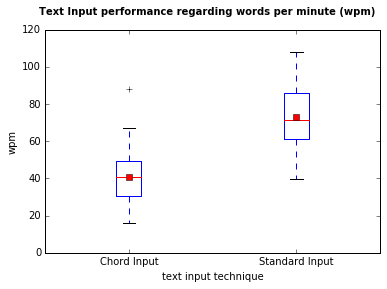 Text Input performance regarding words per minute (wpm)
120
100
80
60
40
20
0
wpm
Chord Input
Standard Input
text input technique